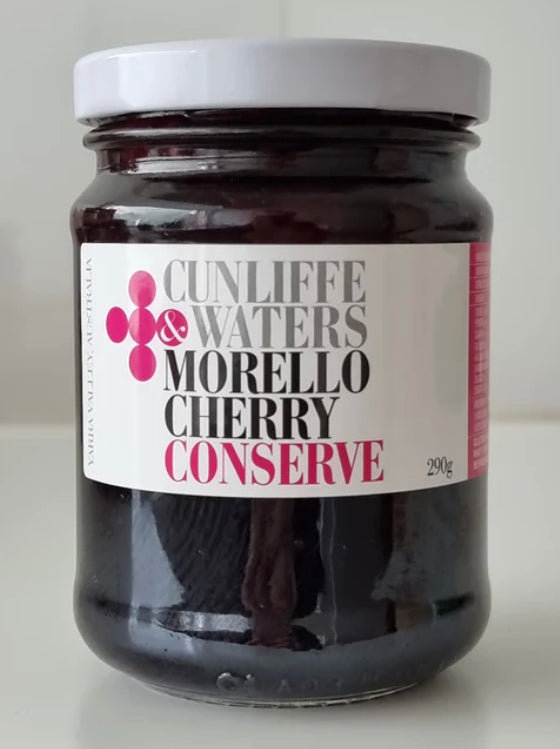 CUNLIFFE
& WATERS
MORELLO
CHERRY
CONSERVE
290g
YARRA VALLEY, AUSTRALIA